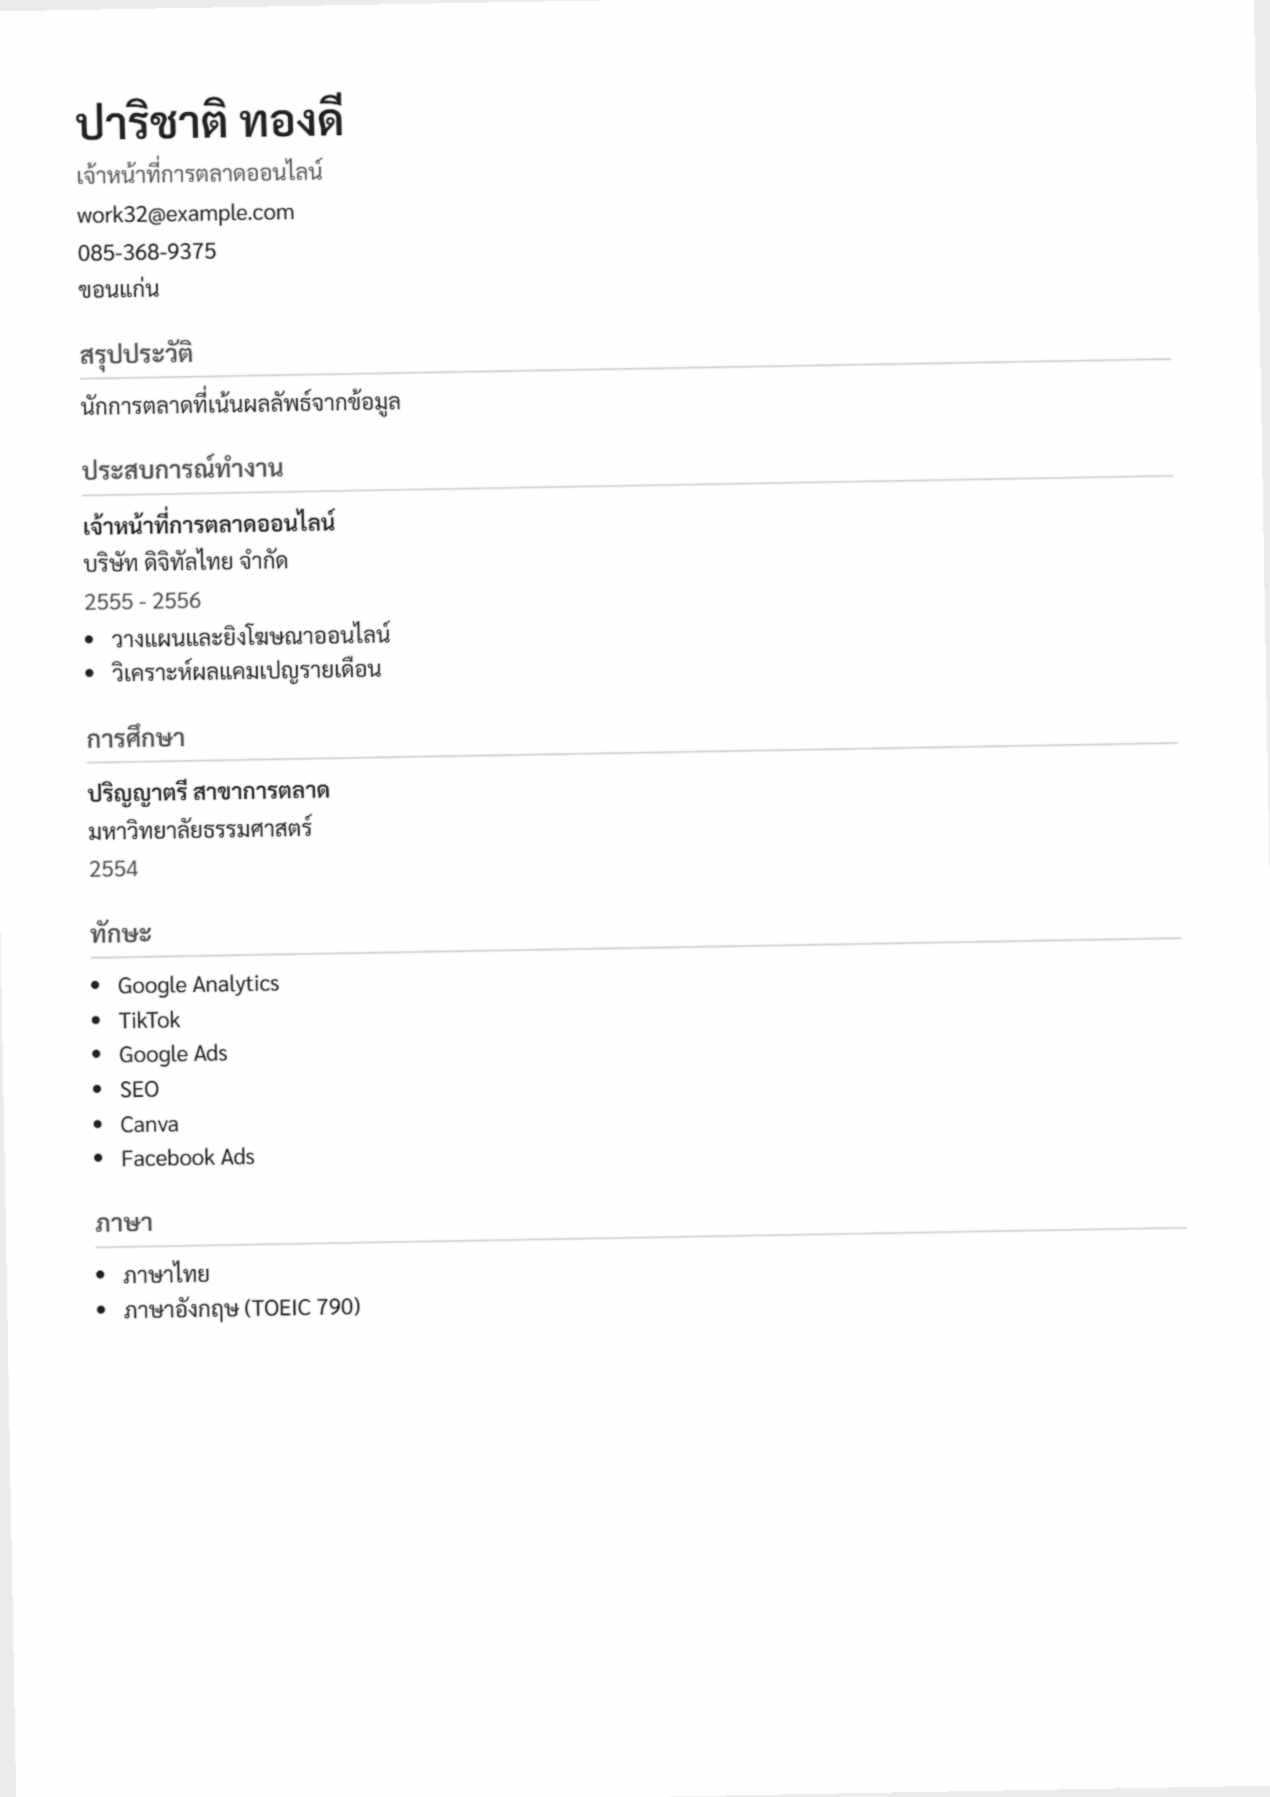 ปาริชาติ ทองดี
เจ้าหน้าที่การตลาดออนไลน์
work32@example.com
085-368-9375
ขอนแก่น
สรุปประวัติ
นักการตลาดที่เน้นผลลัพธ์จากข้อมูล
ประสบการณ์ทำงาน
เจ้าหน้าที่การตลาดออนไลน์
บริษัท ดิจิทัลไทย จำกัด
2555 - 2556
• วางแผนและยิงโฆษณาออนไลน์
• วิเคราะห์ผลแคมเปญรายเดือน
การศึกษา
ปริญญาตรี สาขาการตลาด
มหาวิทยาลัยธรรมศาสตร์
2554
ทักษะ
• Google Analytics
• TikTok
• Google Ads
• SEO
• Canva
• Facebook Ads
ภาษา
• ภาษาไทย
• ภาษาอังกฤษ (TOEIC 790)